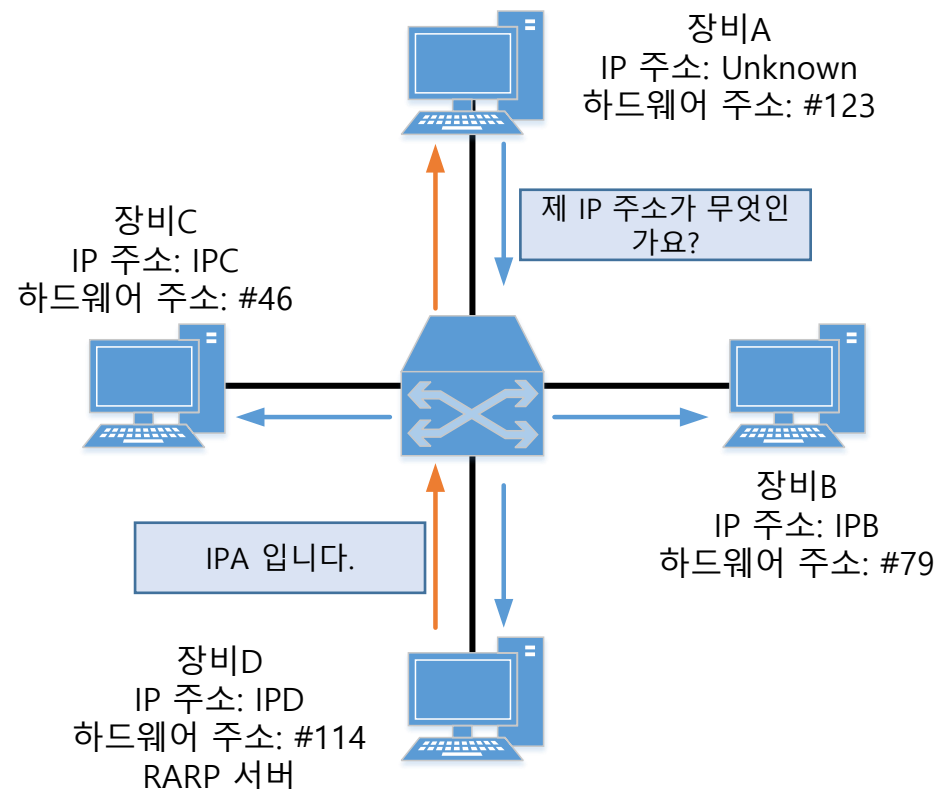 장비A
IP 주소: Unknown
하드웨어 주소: #123
제 IP 주소가 무엇인
가요?
장비C
IP 주소: IPC
하드웨어 주소: #46
장비B
IP 주소: IPB
하드웨어 주소: #79
IPA 입니다.
장비D
IP 주소: IPD
하드웨어 주소: #114
RARP 서버